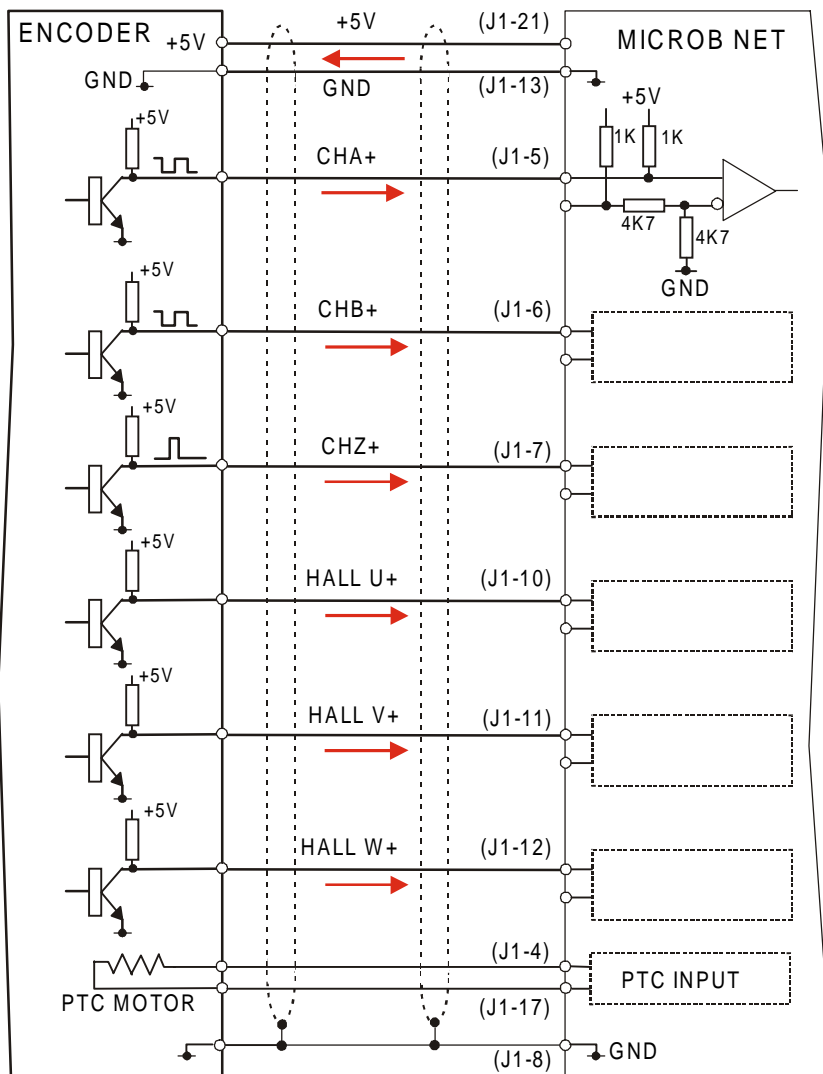 ENCODER
+5V
+5V
(J1-21)
MICROB NET
GND
GND
(J1-13)
+5V
+5V
1K
1K
CHA+
(J1-5)
4K7
4K7
GND
+5V
CHB+
(J1-6)
+5V
CHZ+
(J1-7)
+5V
HALL U+
(J1-10)
+5V
HALL V+
(J1-11)
+5V
HALL W+
(J1-12)
(J1-4)
PTC INPUT
PTC MOTOR
(J1-17)
GND
(J1-8)